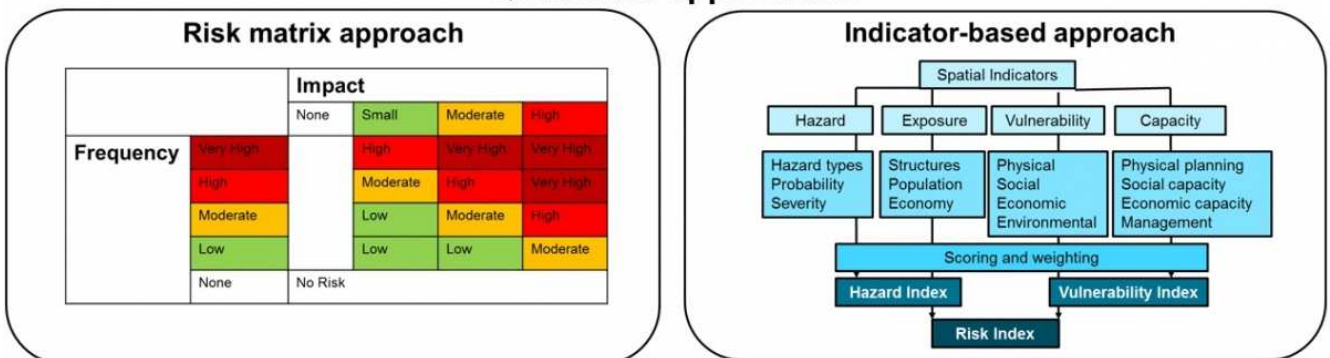 Risk matrix approach
Impact
None Small Moderate High
Frequency Very High High Very High Very High
High Moderate High Very High
Moderate Low Moderate High
Low Low Low Moderate
None No Risk
Indicator-based approach
Spatial Indicators
Hazard Exposure Vulnerability Capacity
Hazard types
Probability
Severity
Structures
Population
Economy
Physical
Social
Economic
Environmental
Physical planning
Social capacity
Economic capacity
Management
Scoring and weighting
Hazard Index Vulnerability Index
Risk Index